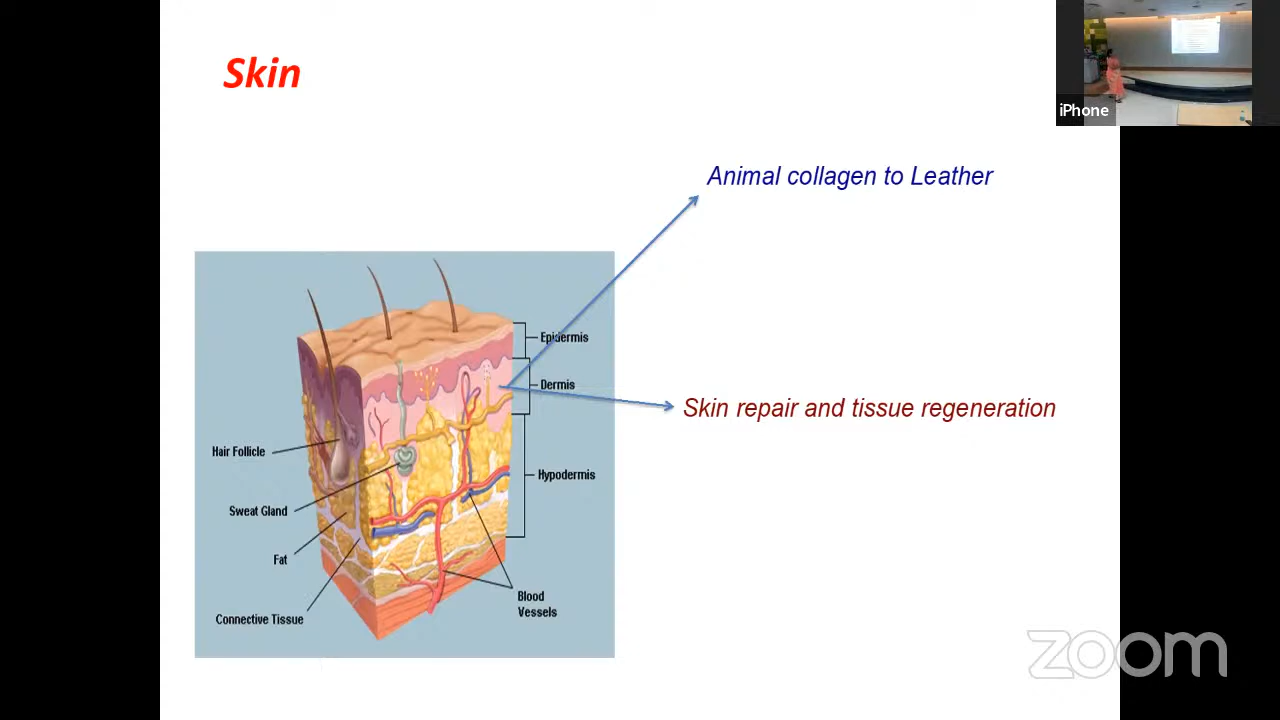 Skin
iPhone
Animal collagen to Leather
Epidermis
Dermis
Skin repair and tissue regeneration
Hair Follicle
Hypodermis
Sweat Gland
Fat
Blood
Vessels
Connective Tissue
zoom